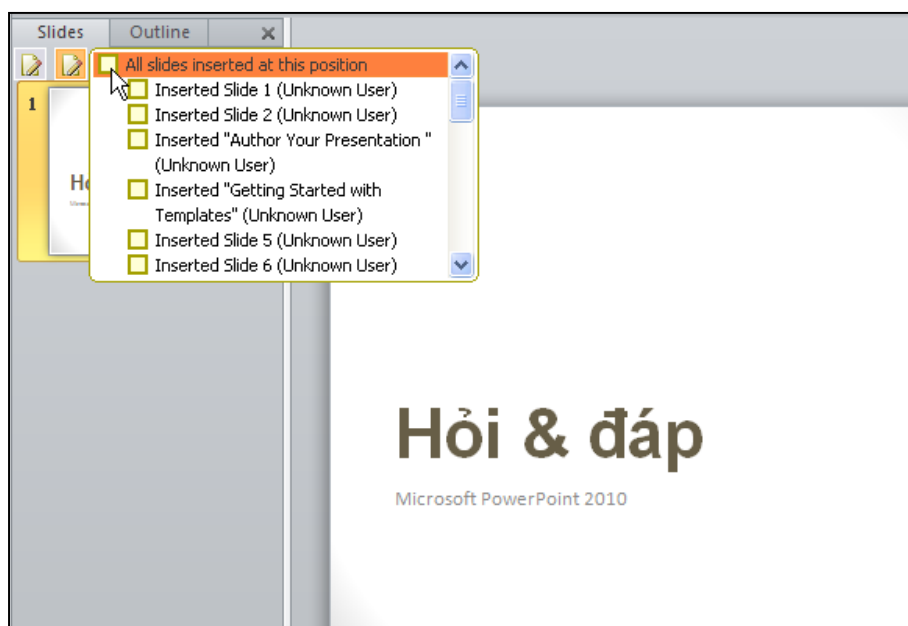 Slides Outline
All slides inserted at this position
1
Inserted Slide 1 (Unknown User)
Inserted Slide 2 (Unknown User)
Inserted "Author Your Presentation "
(Unknown User)
Inserted "Getting Started with
Templates" (Unknown User)
Inserted Slide 5 (Unknown User)
Inserted Slide 6 (Unknown User)
Hỏi & đáp
Microsoft PowerPoint 2010